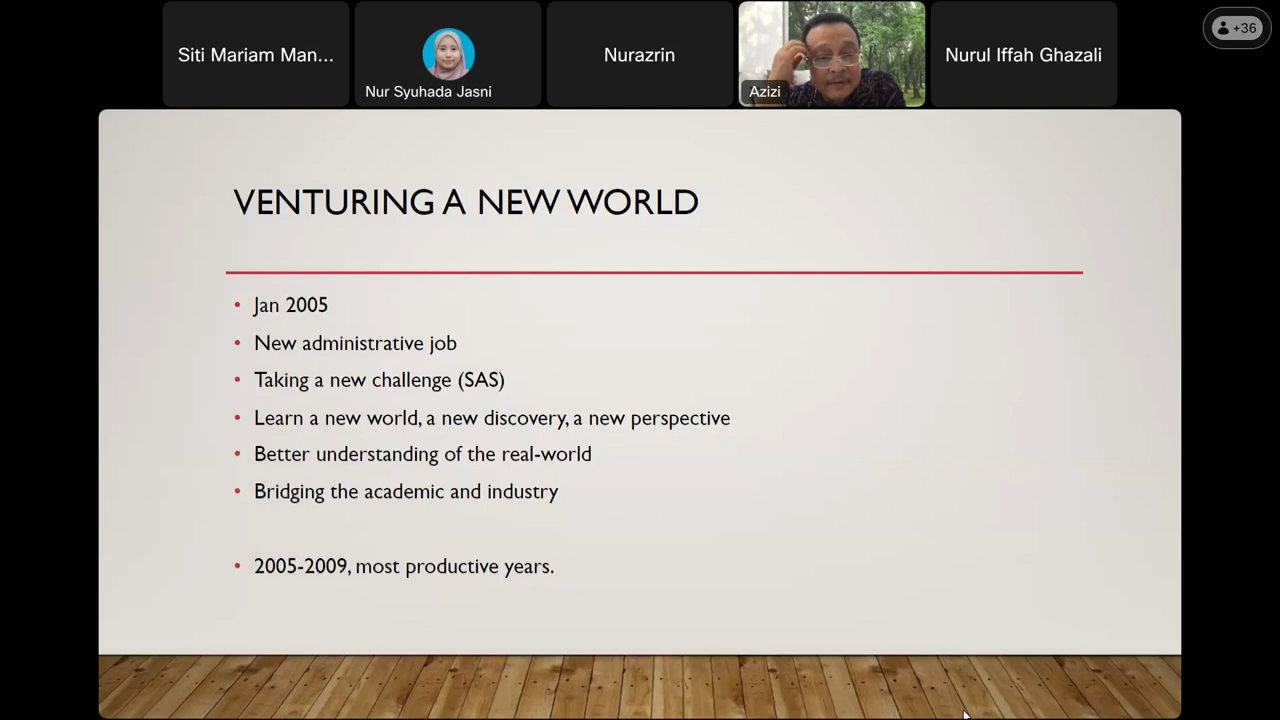 Siti Mariam Man...
Nur Syuhada Jasni
Nurazrin
Azizi
Nurul Iffah Ghazali
+36
VENTURING A NEW WORLD
• Jan 2005
• New administrative job
• Taking a new challenge (SAS)
• Learn a new world, a new discovery, a new perspective
• Better understanding of the real-world
• Bridging the academic and industry
• 2005-2009, most productive years.